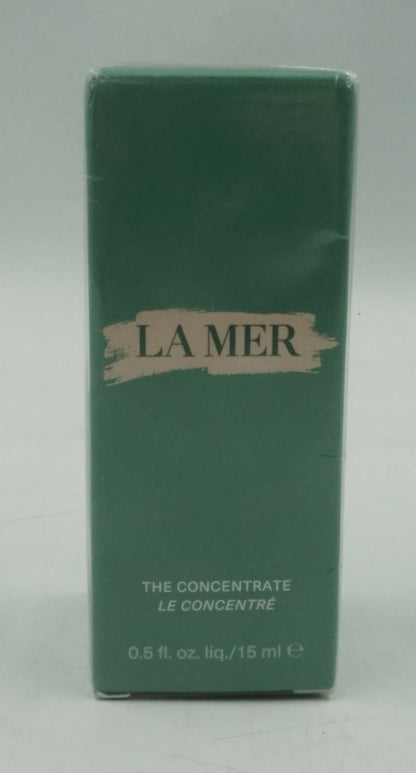 LA MER
THE CONCENTRATE
LE CONCENTRÉ
0.5 fl. oz. liq./15 ml ℮